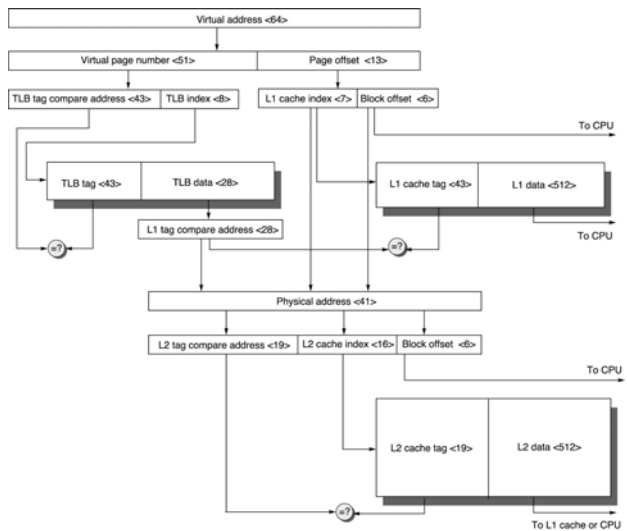 Virtual address <64>
Virtual page number <51> Page offset <13>
TLB tag compare address <43> TLB index <8> L1 cache index <7> Block offset <6>
To CPU
TLB tag <43> TLB data <28> L1 cache tag <43> L1 data <512>
L1 tag compare address <28> To CPU
=? =?
Physical address <41>
L2 tag compare address <19> L2 cache index <16> Block offset <6>
To CPU
L2 cache tag <19> L2 data <512>
=?
To L1 cache or CPU